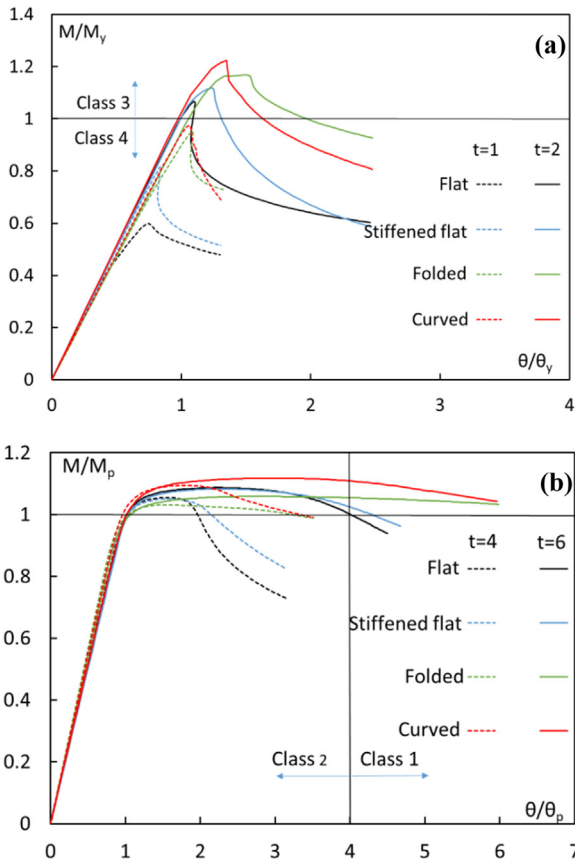 M/My
(a)
1.4
1.2
Class 3
1
Class 4
0.8
t=1 t=2
Flat
0.6
Stiffened flat
0.4
Folded
0.2
Curved
θ/θy
0
0 1 2 3 4
1.2
M/Mp
(b)
1
t=4 t=6
0.8
Flat
0.6
Stiffened flat
0.4
Folded
Curved
0.2
Class 2 Class 1
θ/θp
0
0 1 2 3 4 5 6 7